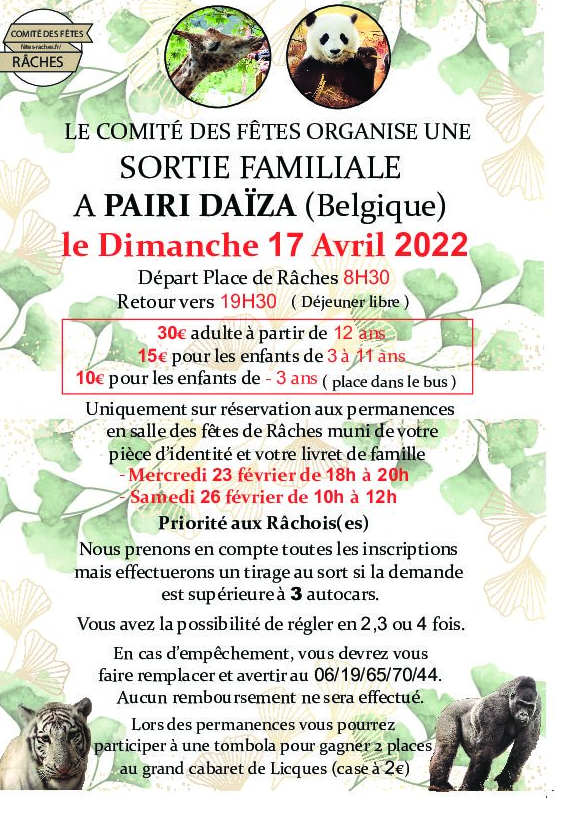 COMITÉ DES FÊTES
fêtes-raches.fr/
RÂCHES
LE COMITÉ DES FÊTES ORGANISE UNE
SORTIE FAMILIALE
A PAIRI DAÏZA (Belgique)
le Dimanche 17 Avril 2022
Départ Place de Râches 8H30
Retour vers 19H30 ( Déjeuner libre )
30€ adulte à partir de 12 ans
15€ pour les enfants de 3 à 11 ans
10€ pour les enfants de - 3 ans ( place dans le bus )
Uniquement sur réservation aux permanences
en salle des fêtes de Râches muni de votre
pièce d'identité et votre livret de famille
- Mercredi 23 février de 18h à 20h
- Samedi 26 février de 10h à 12h
Priorité aux Râchois(es)
Nous prenons en compte toutes les inscriptions
mais effectuerons un tirage au sort si la demande
est supérieure à 3 autocars.
Vous avez la possibilité de régler en 2,3 ou 4 fois.
En cas d'empêchement, vous devrez vous
faire remplacer et avertir au 06/19/65/70/44.
Aucun remboursement ne sera effectué.
Lors des permanences vous pourrez
participer à une tombola pour gagner 2 places
au grand cabaret de Licques (case à 2€)